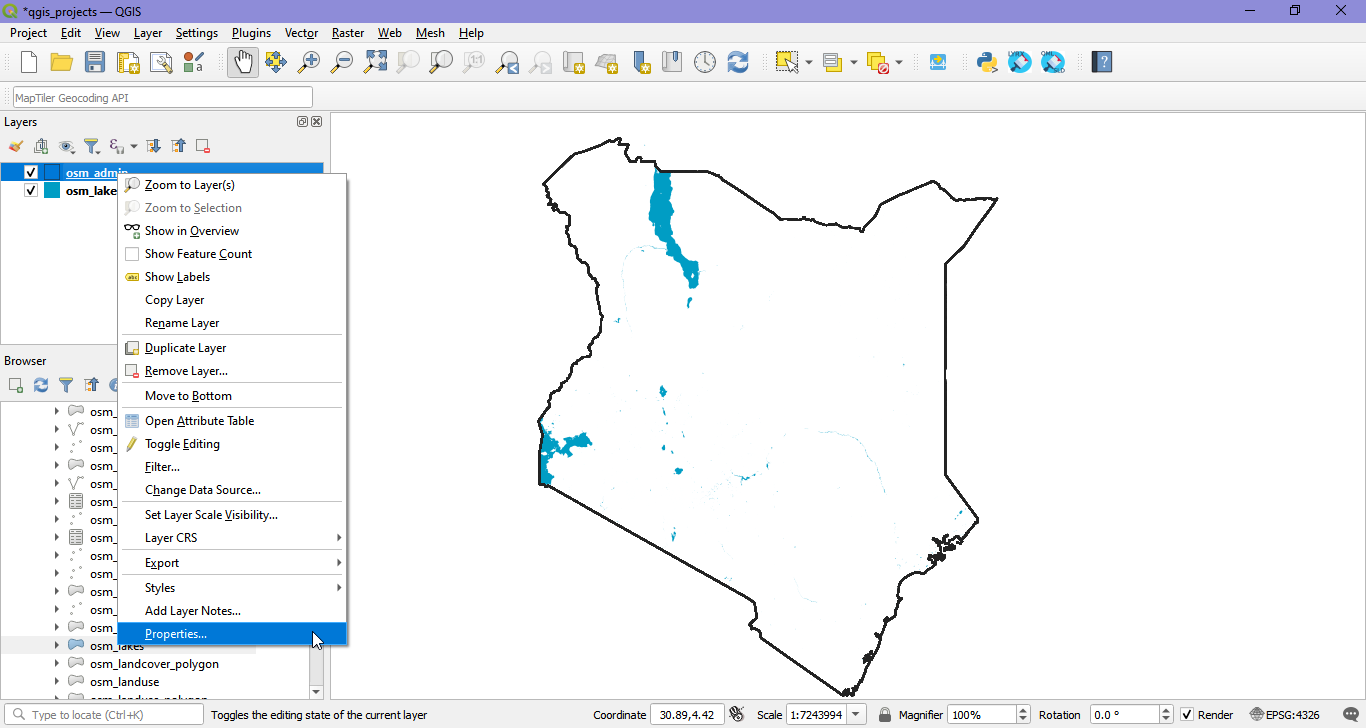 *qgis_projects — QGIS
Project Edit View Layer Settings Plugins Vector Raster Web Mesh Help
MapTiler Geocoding API
Layers
osm_admin
osm_lake
Zoom to Layer(s)
Zoom to Selection
Show in Overview
Show Feature Count
abc Show Labels
Copy Layer
Rename Layer
Duplicate Layer
Remove Layer...
Move to Bottom
Open Attribute Table
Toggle Editing
Filter...
Change Data Source...
Set Layer Scale Visibility...
Layer CRS
Export
Styles
Add Layer Notes...
Properties...
Browser
osm_
osm_
osm_
osm_
osm_
osm_
osm_
osm_
osm_
osm_
osm_
osm_
osm_
osm_lakes
osm_landcover_polygon
osm_landuse
osm_landuse_polygon
Type to locate (Ctrl+K)
Toggles the editing state of the current layer
Coordinate 30.89,4.42
Scale 1:7243994
Magnifier 100%
Rotation 0.0 °
Render
EPSG:4326